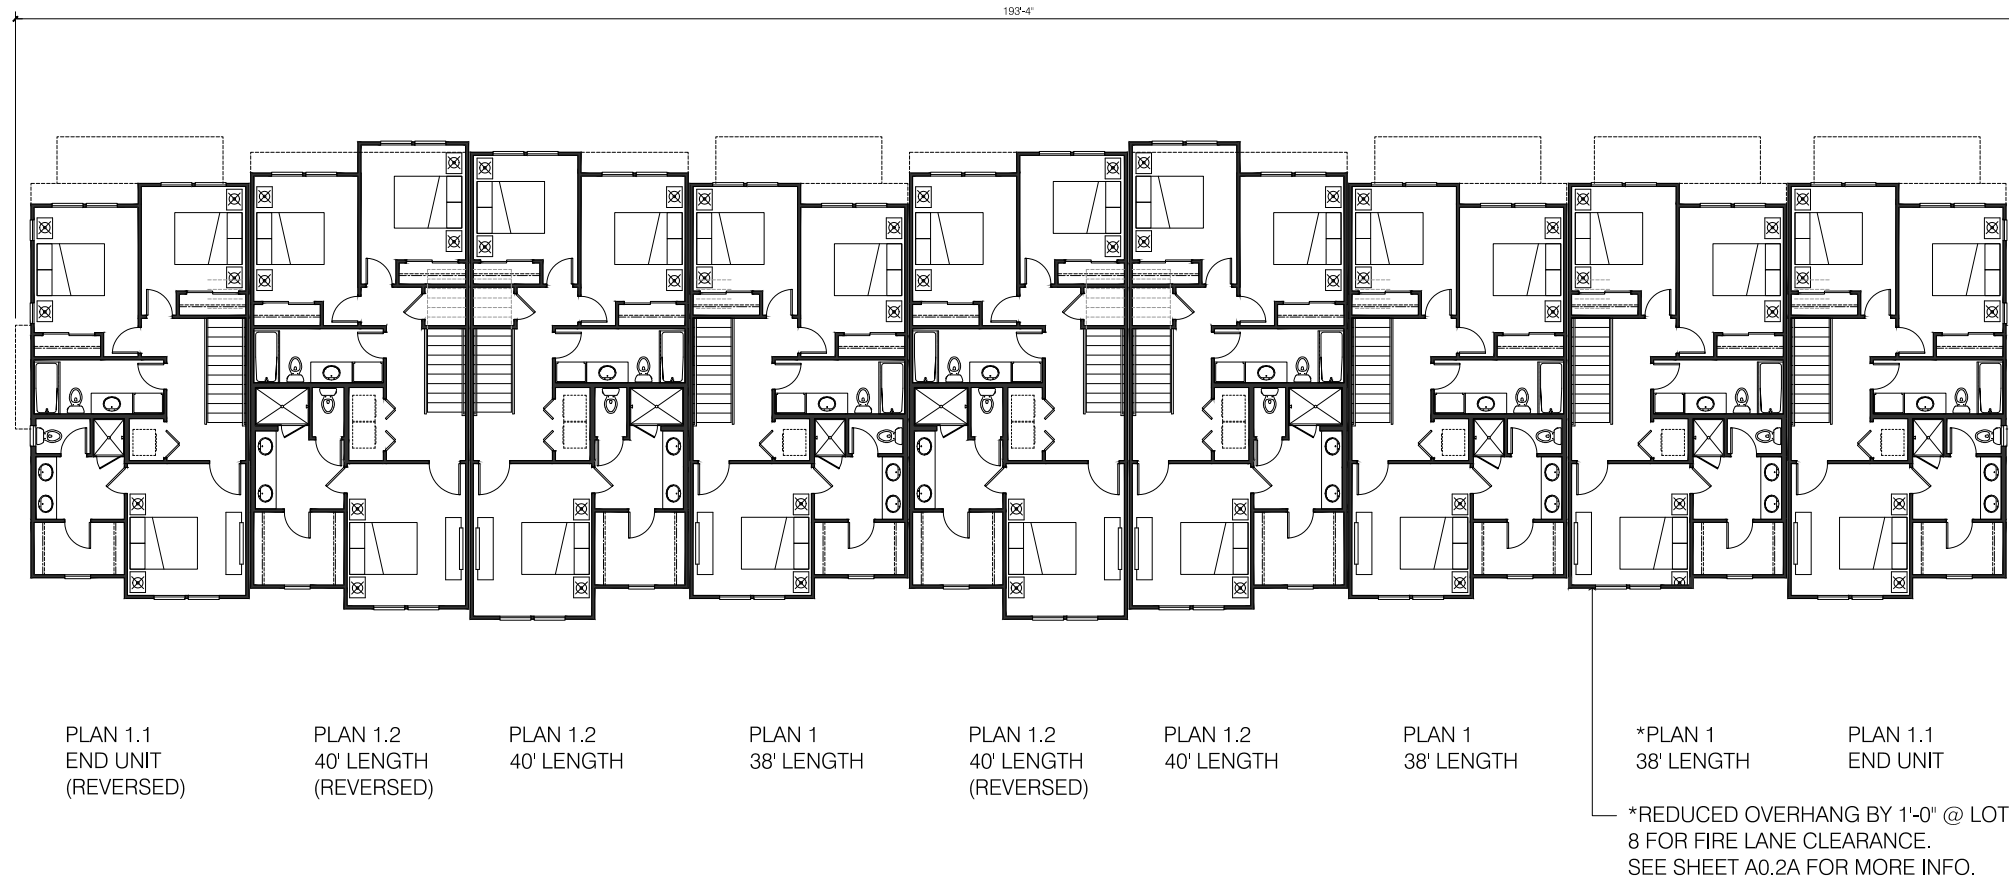 193'-4"
PLAN 1.1
END UNIT
(REVERSED)
PLAN 1.2
40' LENGTH
(REVERSED)
PLAN 1.2
40' LENGTH
PLAN 1
38' LENGTH
PLAN 1.2
40' LENGTH
(REVERSED)
PLAN 1.2
40' LENGTH
PLAN 1
38' LENGTH
*PLAN 1
38' LENGTH
PLAN 1.1
END UNIT
*REDUCED OVERHANG BY 1'-0" @ LOT
8 FOR FIRE LANE CLEARANCE.
SEE SHEET A0.2A FOR MORE INFO.